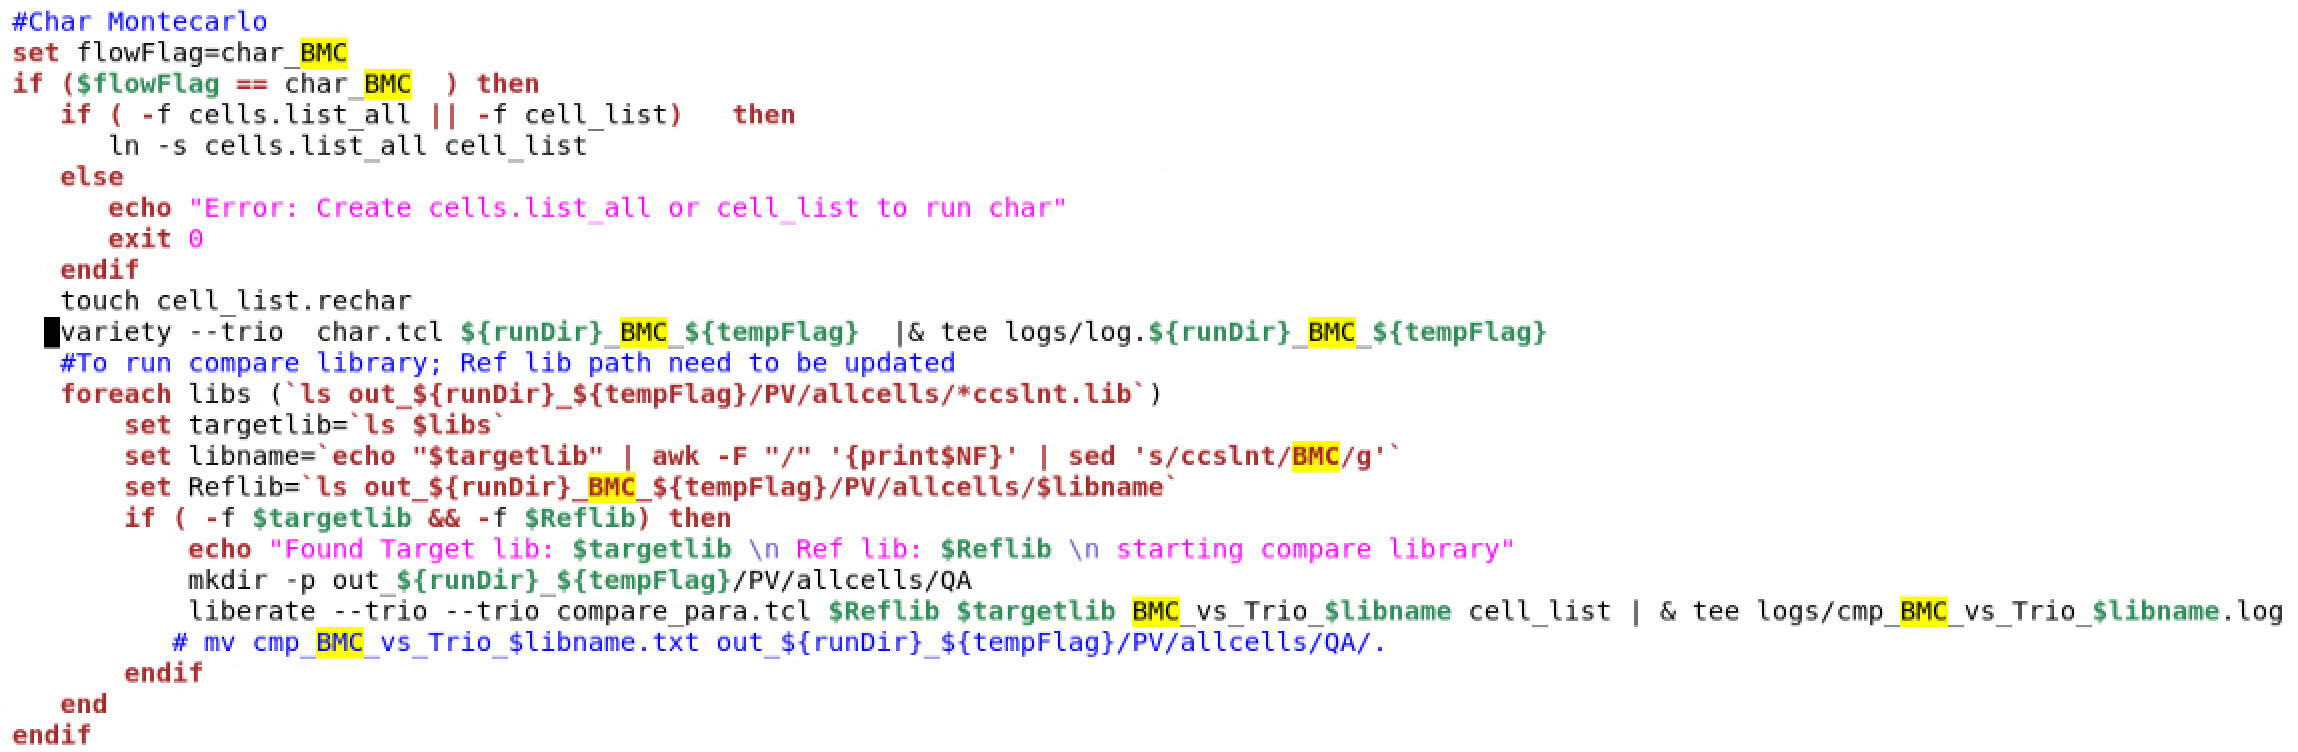 #Char Montecarlo
set flowFlag=char_BMC
if ($flowFlag == char_BMC  ) then
   if ( -f cells.list_all || -f cell_list)   then
      ln -s cells.list_all cell_list
   else
      echo "Error: Create cells.list_all or cell_list to run char"
      exit 0
   endif
   touch cell_list.rechar
   variety --trio  char.tcl ${runDir}_BMC_${tempFlag}  |& tee logs/log.${runDir}_BMC_${tempFlag}
   #To run compare library; Ref lib path need to be updated
   foreach libs (`ls out_${runDir}_${tempFlag}/PV/allcells/*ccslnt.lib`)
       set targetlib=`ls $libs`
       set libname=`echo "$targetlib" | awk -F "/" '{print$NF}' | sed 's/ccslnt/BMC/g'`
       set Reflib=`ls out_${runDir}_BMC_${tempFlag}/PV/allcells/$libname`
       if ( -f $targetlib && -f $Reflib) then
           echo "Found Target lib: $targetlib \n Ref lib: $Reflib \n starting compare library"
           mkdir -p out_${runDir}_${tempFlag}/PV/allcells/QA
           liberate --trio --trio compare_para.tcl $Reflib $targetlib BMC_vs_Trio_$libname cell_list | & tee logs/cmp_BMC_vs_Trio_$libname.log
          # mv cmp_BMC_vs_Trio_$libname.txt out_${runDir}_${tempFlag}/PV/allcells/QA/.
       endif
   end
endif